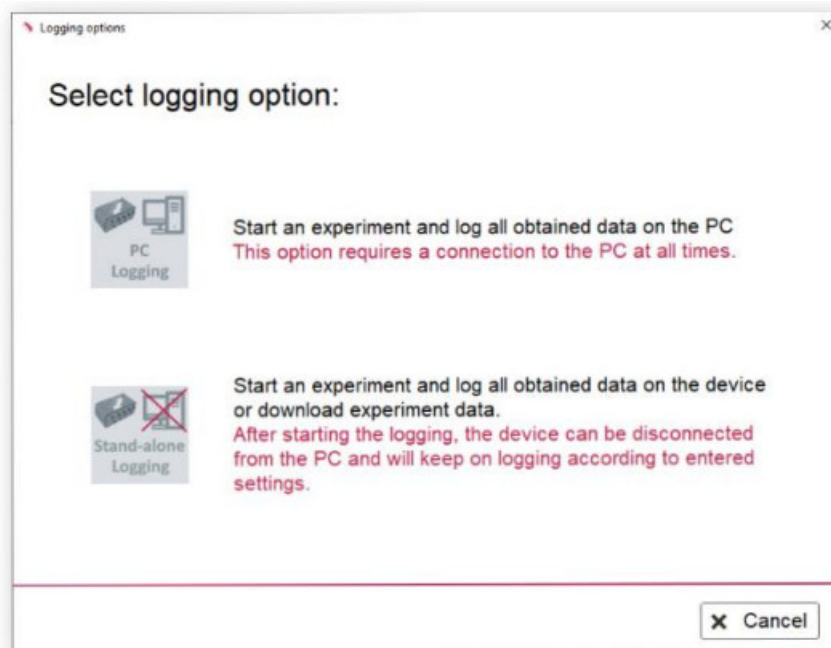 Logging options
Select logging option:
PC
Logging
Start an experiment and log all obtained data on the PC
This option requires a connection to the PC at all times.
Stand-alone
Logging
Start an experiment and log all obtained data on the device
or download experiment data.
After starting the logging, the device can be disconnected
from the PC and will keep on logging according to entered
settings.
Cancel